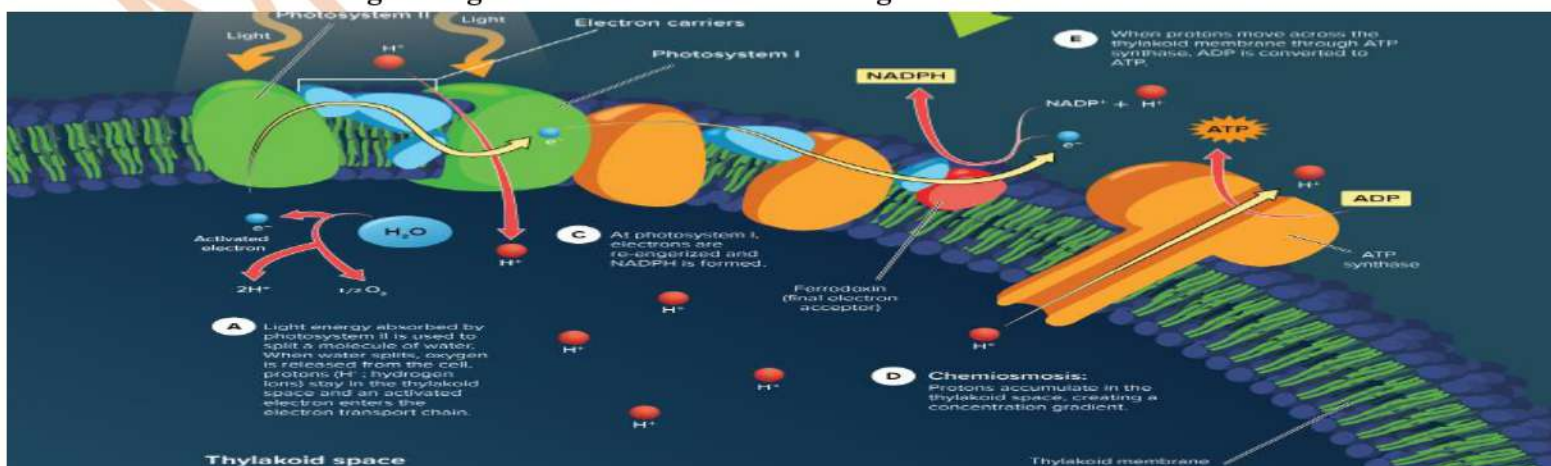 Photosystem II
Light
Light
H⁺
Electron carriers
Photosystem I
E
When protons move across the
thylakoid membrane through ATP
synthase, ADP is converted to
ATP.
NADPH
NADP⁺ + H⁺
e⁻
e⁻
ATP
H⁺
ADP
ATP
synthase
e⁻
Activated
electron
H₂O
2H⁺
1/2 O₂
H⁺
C
At photosystem I,
electrons are
re-engerized and
NADPH is formed.
Ferrodoxin
(final electron
acceptor)
H⁺
H⁺
H⁺
H⁺
H⁺
A
Light energy absorbed by
photosystem II is used to
split a molecule of water.
When water splits, oxygen
is released from the cell,
protons (H⁺; hydrogen
ions) stay in the thylakoid
space and an activated
electron enters the
electron transport chain.
D
Chemiosmosis:
Protons accumulate in the
thylakoid space, creating a
concentration gradient.
Thylakoid space
Thylakoid membrane